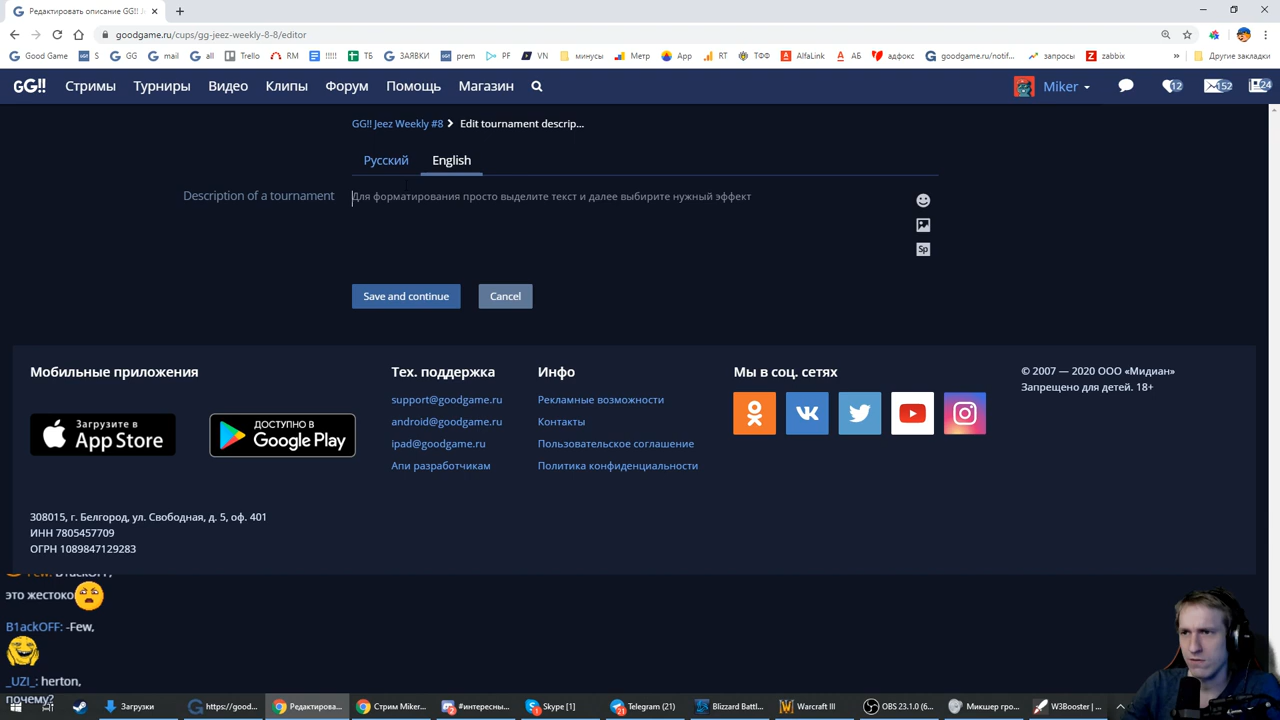 Редактировать описание GG!! J
goodgame.ru/cups/gg-jeez-weekly-8-8/editor
Good Game
S
GG
mail
all
Trello
RM
!!!!!
ТБ
ЗАЯВКИ
prem
PF
VN
минусы
Метр
App
RT
ТФФ
AlfaLink
АБ
адфокс
goodgame.ru/notif...
запросы
zabbix
»
Другие закладки
GG!!
Стримы
Турниры
Видео
Клипы
Форум
Помощь
Магазин
Miker
12
152
24
GG!! Jeez Weekly #8
Edit tournament descrip...
Русский
English
Description of a tournament
Для форматирования просто выделите текст и далее выбирите нужный эффект
Sp
Save and continue
Cancel
Мобильные приложения
Загрузите в
App Store
ДОСТУПНО В
Google Play
Тех. поддержка
support@goodgame.ru
android@goodgame.ru
ipad@goodgame.ru
Апи разработчикам
Инфо
Рекламные возможности
Контакты
Пользовательское соглашение
Политика конфиденциальности
Мы в соц. сетях
© 2007 — 2020 ООО «Мидиан»
Запрещено для детей. 18+
308015, г. Белгород, ул. Свободная, д. 5, оф. 401
ИНН 7805457709
ОГРН 1089847129283
это жестоко
B1ackOFF: -Few,
_UZI_: herton,
почему?
Загрузки
https://good...
Редактирова...
Стрим Miker...
#интересны...
Skype [1]
Telegram (21)
Blizzard Battl...
Warcraft III
OBS 23.1.0 (6...
Микшер гро...
W3Booster | ...